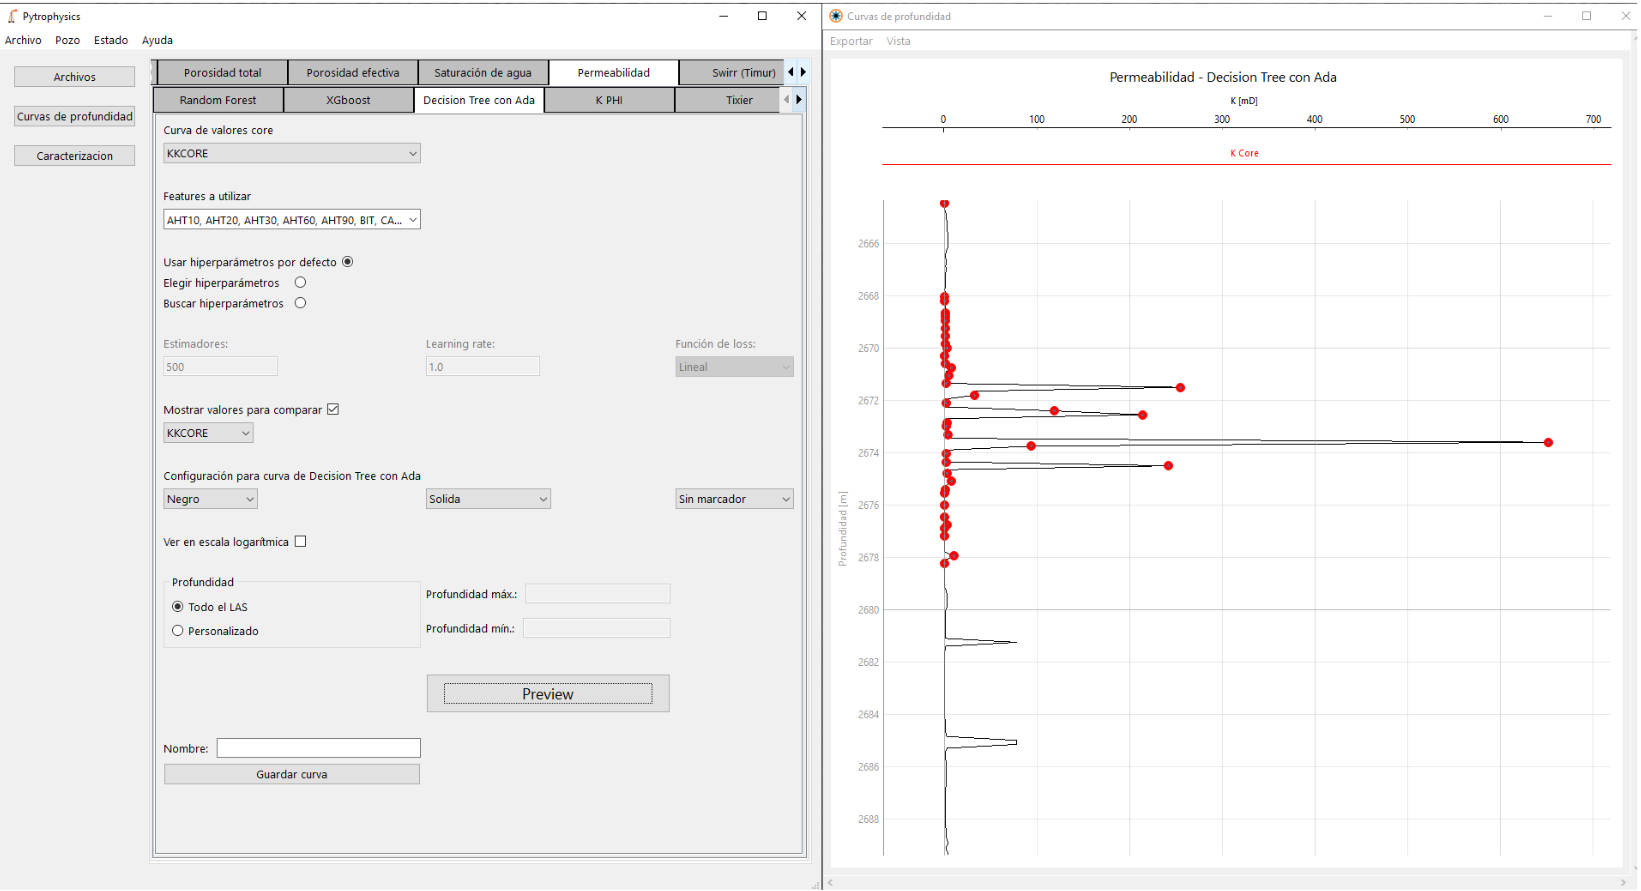 Pytrophysics
Archivo Pozo Estado Ayuda
Archivos
Curvas de profundidad
Caracterizacion
Porosidad total Porosidad efectiva Saturación de agua Permeabilidad Swirr (Timur)
Random Forest XGboost Decision Tree con Ada K PHI Tixier
Curva de valores core
KKCORE
Features a utilizar
AHT10, AHT20, AHT30, AHT60, AHT90, BIT, CA...
Usar hiperparámetros por defecto
Elegir hiperparámetros
Buscar hiperparámetros
Estimadores: Learning rate: Función de loss:
500 1.0 Lineal
Mostrar valores para comparar
KKCORE
Configuración para curva de Decision Tree con Ada
Negro Solida Sin marcador
Ver en escala logarítmica
Profundidad
Todo el LAS
Personalizado
Profundidad máx.:
Profundidad mín.:
Preview
Nombre:
Guardar curva
Curvas de profundidad
Exportar Vista
Permeabilidad - Decision Tree con Ada
K [mD]
0 100 200 300 400 500 600 700
K Core
Profundidad [m]
2666
2668
2670
2672
2674
2676
2678
2680
2682
2684
2686
2688